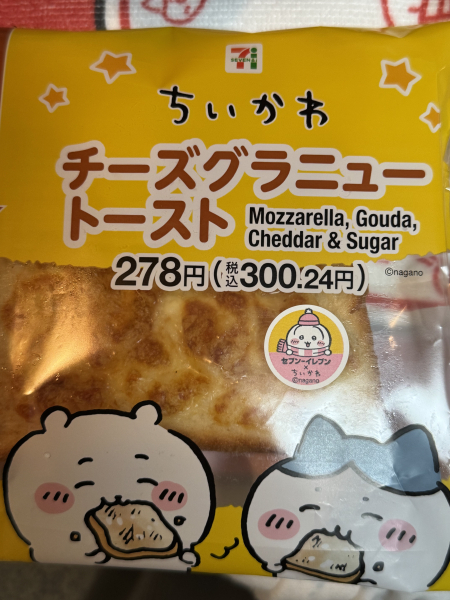 7i
SEVEN & i
ちいかわ
チーズグラニュー
トースト
Mozzarella, Gouda,
Cheddar & Sugar
278円(税込300.24円)
©nagano
セブン-イレブン
×
ちいかわ
©nagano